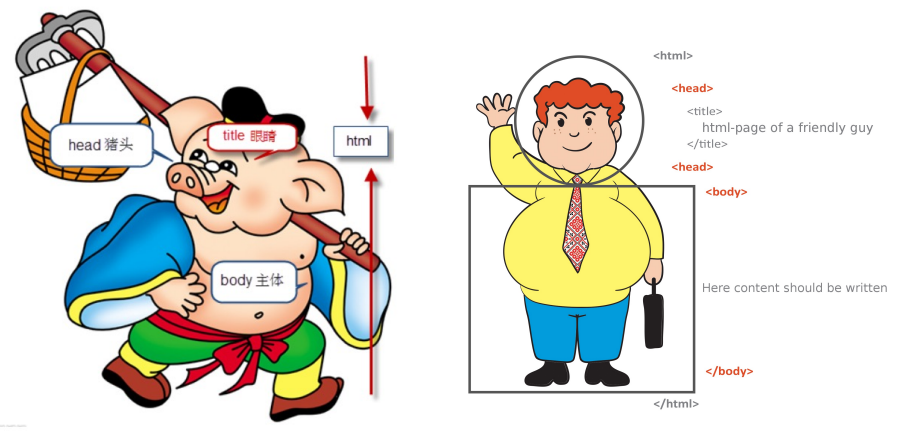 head 猪头
title 眼睛
html
body 主体
<html>
<head>
<title>
html-page of a friendly guy
</title>
<head>
<body>
Here content should be written
</body>
</html>